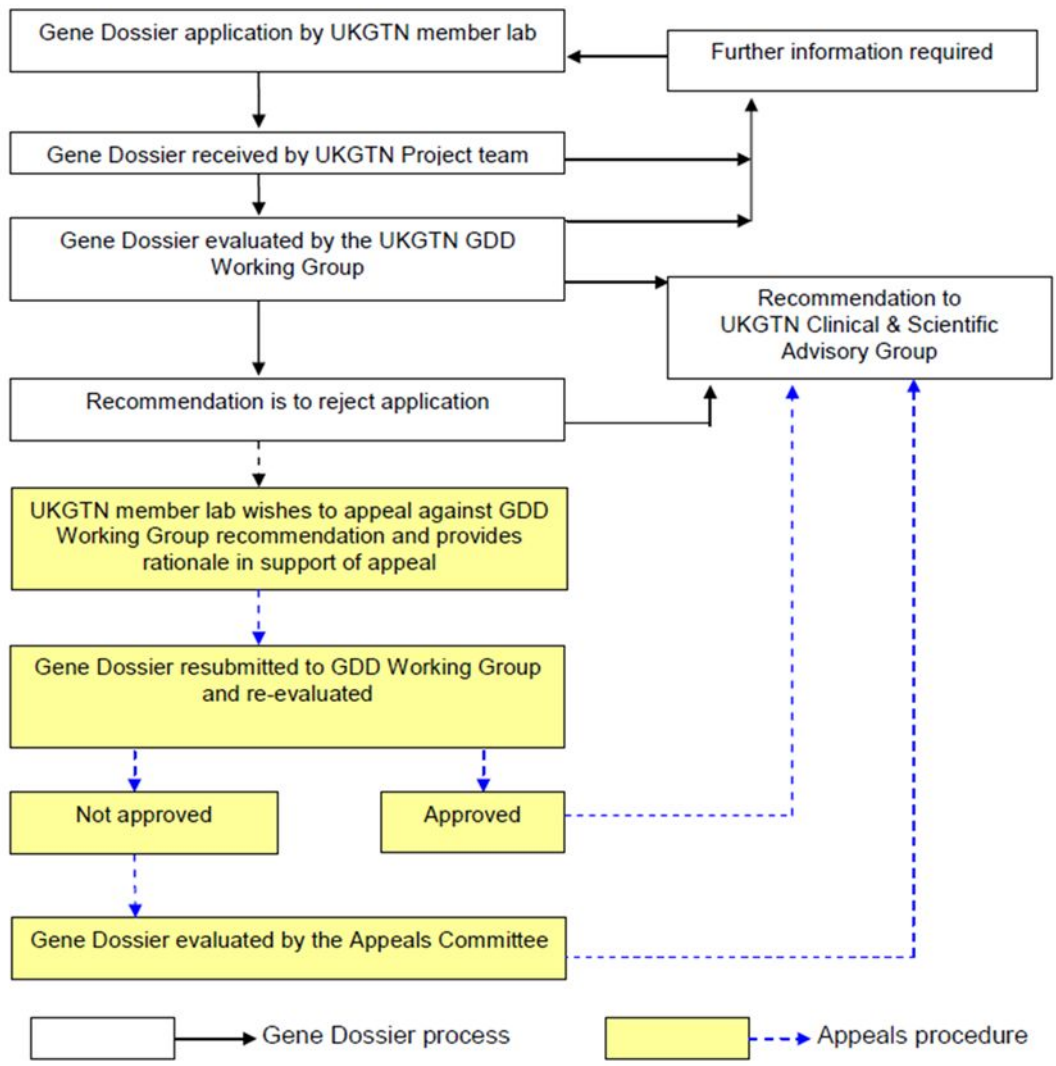 Gene Dossier application by UKGTN member lab
Further information required
Gene Dossier received by UKGTN Project team
Gene Dossier evaluated by the UKGTN GDD
Working Group
Recommendation to
UKGTN Clinical & Scientific
Advisory Group
Recommendation is to reject application
UKGTN member lab wishes to appeal against GDD
Working Group recommendation and provides
rationale in support of appeal
Gene Dossier resubmitted to GDD Working Group
and re-evaluated
Not approved
Approved
Gene Dossier evaluated by the Appeals Committee
Gene Dossier process
Appeals procedure